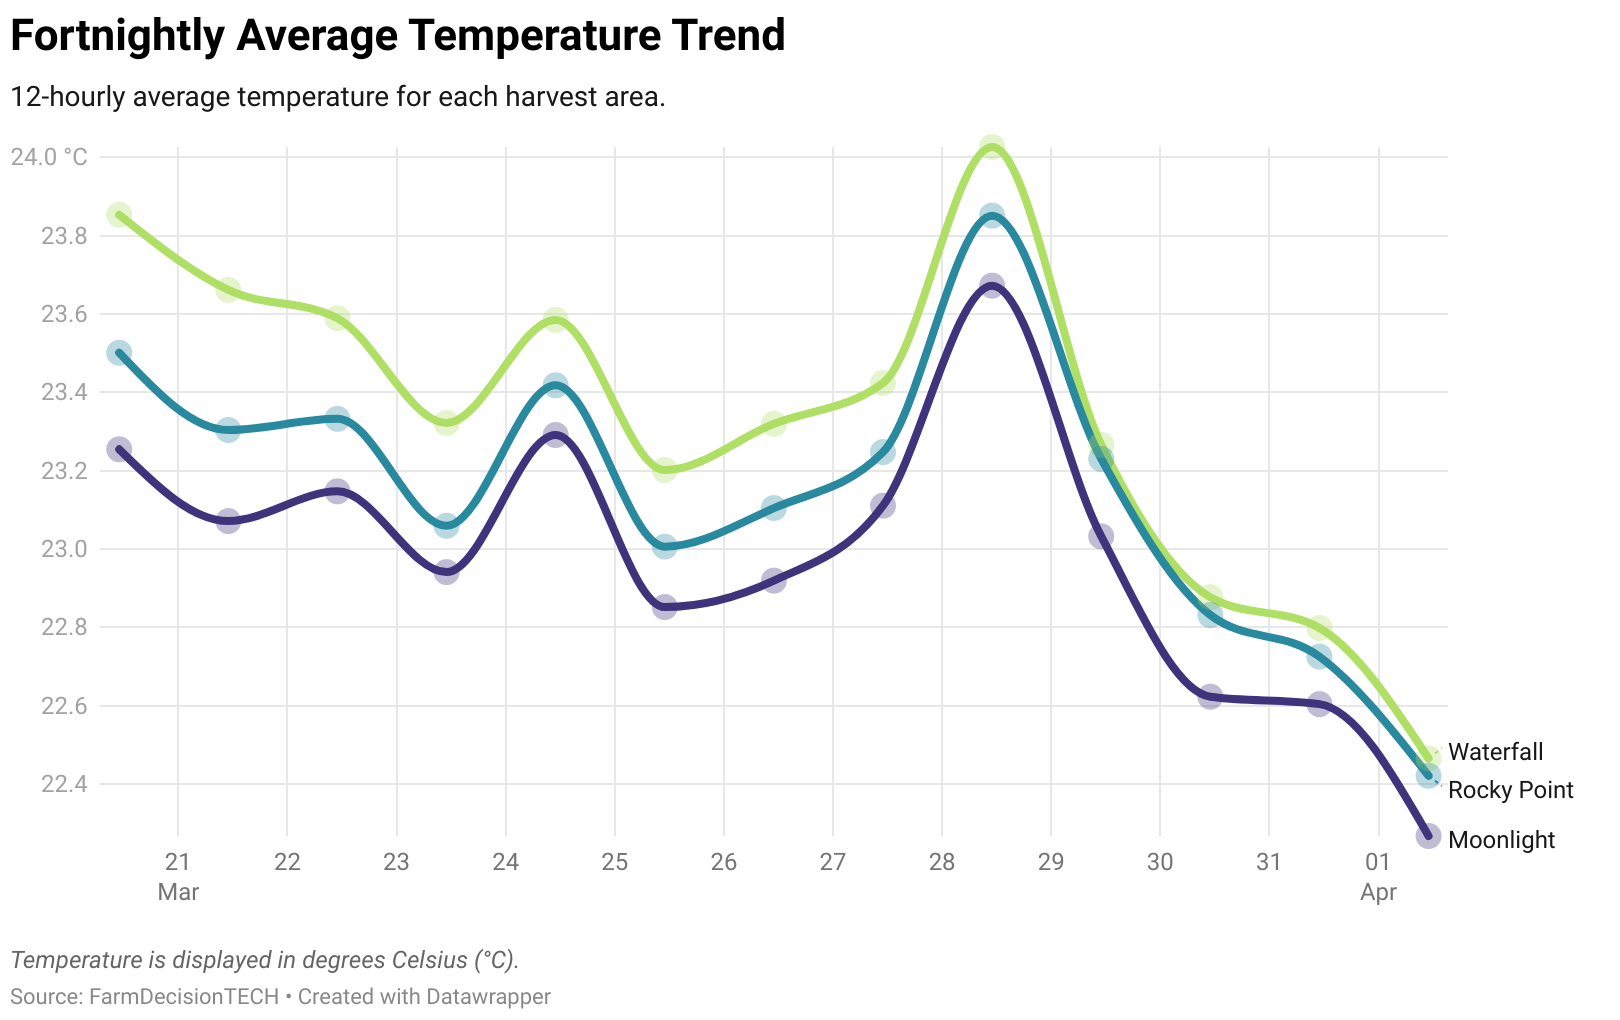 Fortnightly Average Temperature Trend
12-hourly average temperature for each harvest area.
24.0 °C
23.8
23.6
23.4
23.2
23.0
22.8
22.6
22.4
Waterfall
Rocky Point
Moonlight
21 22 23 24 25 26 27 28 29 30 31 01
Mar Apr
Temperature is displayed in degrees Celsius (°C).
Source: FarmDecisionTECH • Created with Datawrapper